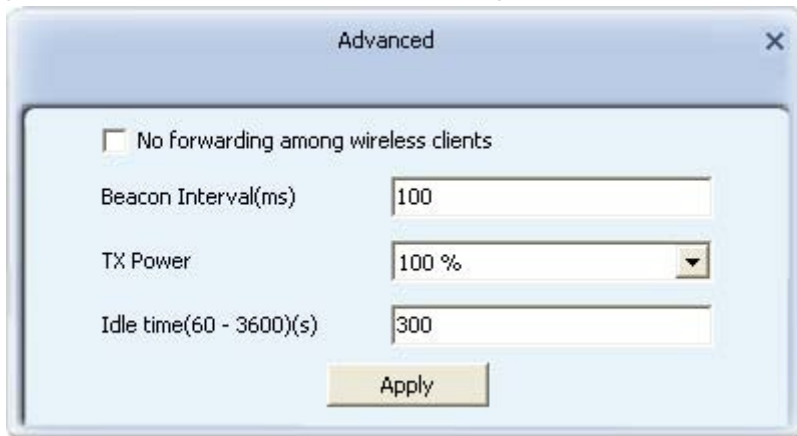 Advanced
No forwarding among wireless clients
Beacon Interval(ms) 100
TX Power 100 %
Idle time(60 - 3600)(s) 300
Apply